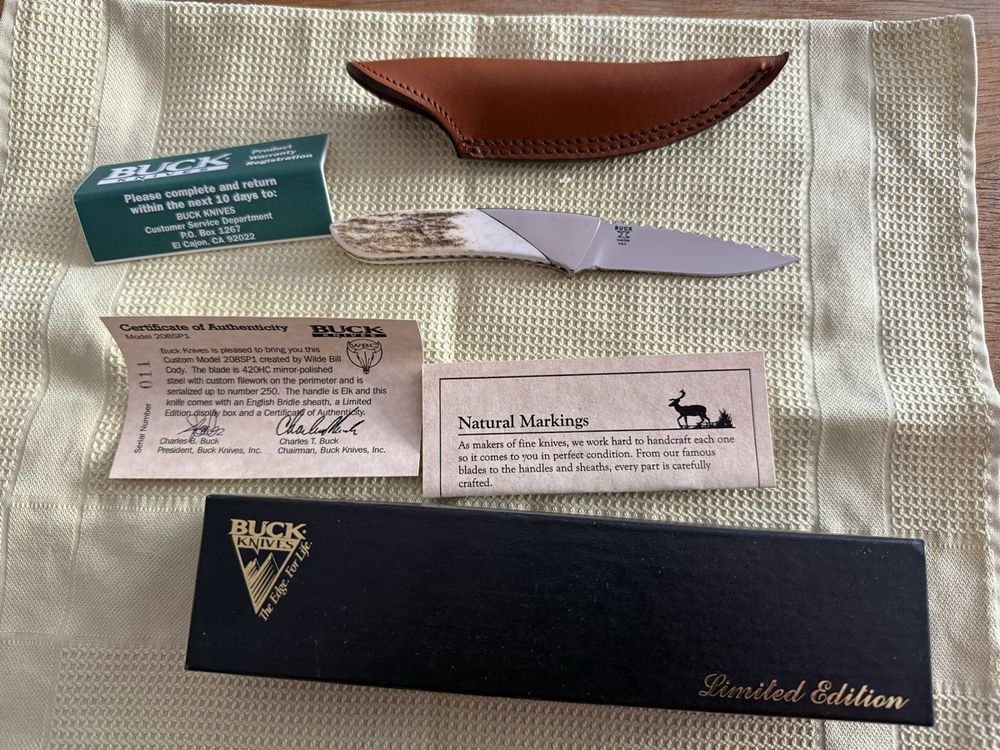 BUCK
KNIVES
Product
Warranty
Registration
Please complete and return
within the next 10 days to:
BUCK KNIVES
Customer Service Department
P.O. Box 1267
El Cajon, CA 92022
BUCK
U.S.A.
Certificate of Authenticity
Model 208SP1
BUCK
KNIVES
WBC
Buck Knives is pleased to bring you this
Custom Model 208SP1 created by Wilde Bill
Cody. The blade is 420HC mirror-polished
steel with custom filework on the perimeter and is
serialized up to number 250. The handle is Elk and this
knife comes with an English Bridle sheath, a Limited
Edition display box and a Certificate of Authenticity.
Charles B. Buck
President, Buck Knives, Inc.
Charles T. Buck
Chairman, Buck Knives, Inc.
Serial Number 011
Natural Markings
As makers of fine knives, we work hard to handcraft each one
so it comes to you in perfect condition. From our famous
blades to the handles and sheaths, every part is carefully
crafted.
BUCK
KNIVES
The Edge. For Life.
Limited Edition